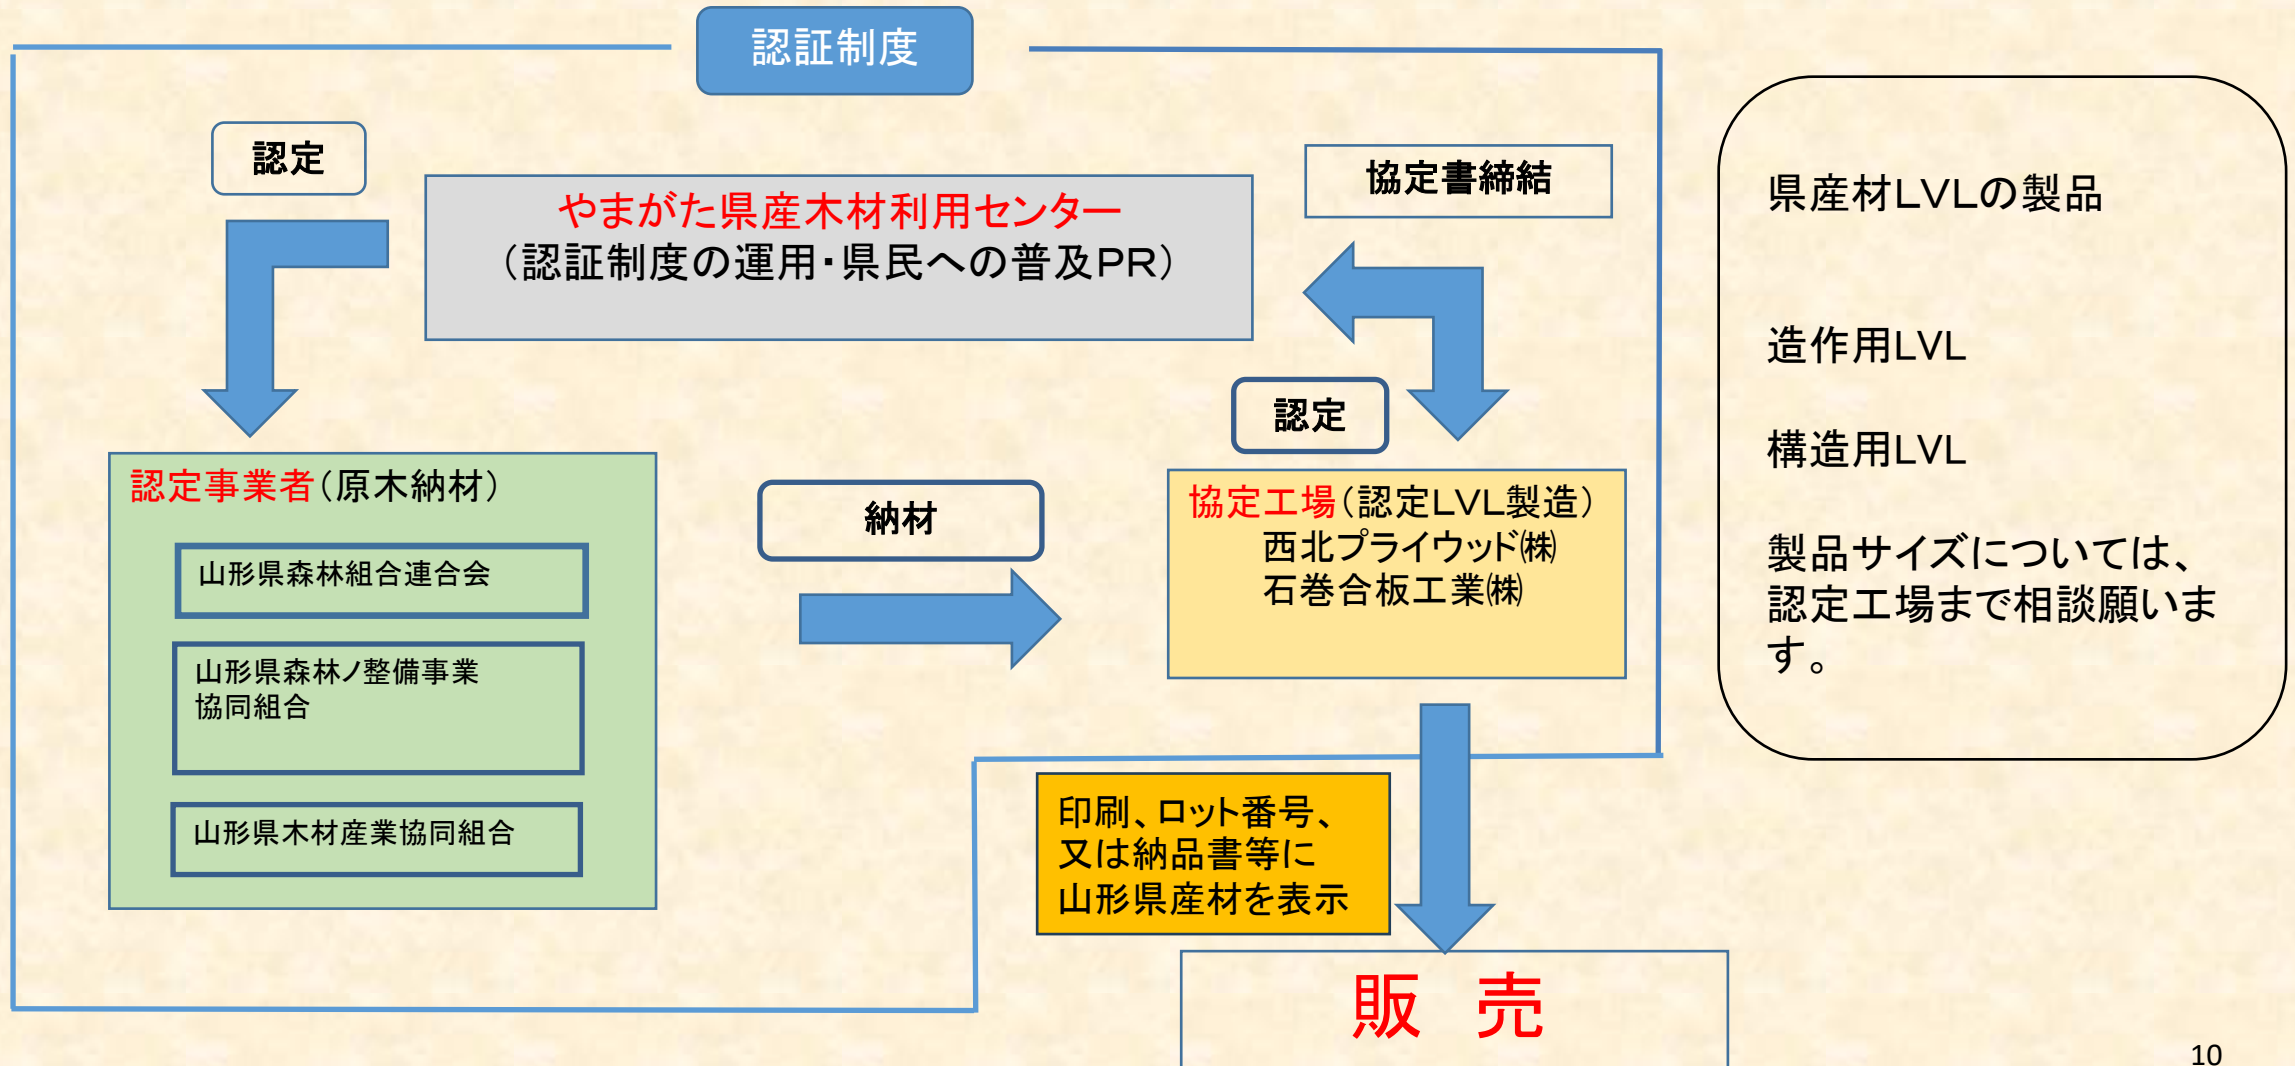 認証制度
認定
やまがた県産木材利用センター
（認証制度の運用・県民への普及PR）
協定書締結
認定
認定事業者（原木納材）
山形県森林組合連合会
山形県森林ノ整備事業
協同組合
山形県木材産業協同組合
納材
協定工場（認定LVL製造）
西北プライウッド㈱
石巻合板工業㈱
印刷、ロット番号、
又は納品書等に
山形県産材を表示
販　売
県産材LVLの製品
造作用LVL
構造用LVL
製品サイズについては、
認定工場まで相談願いま
す。
10